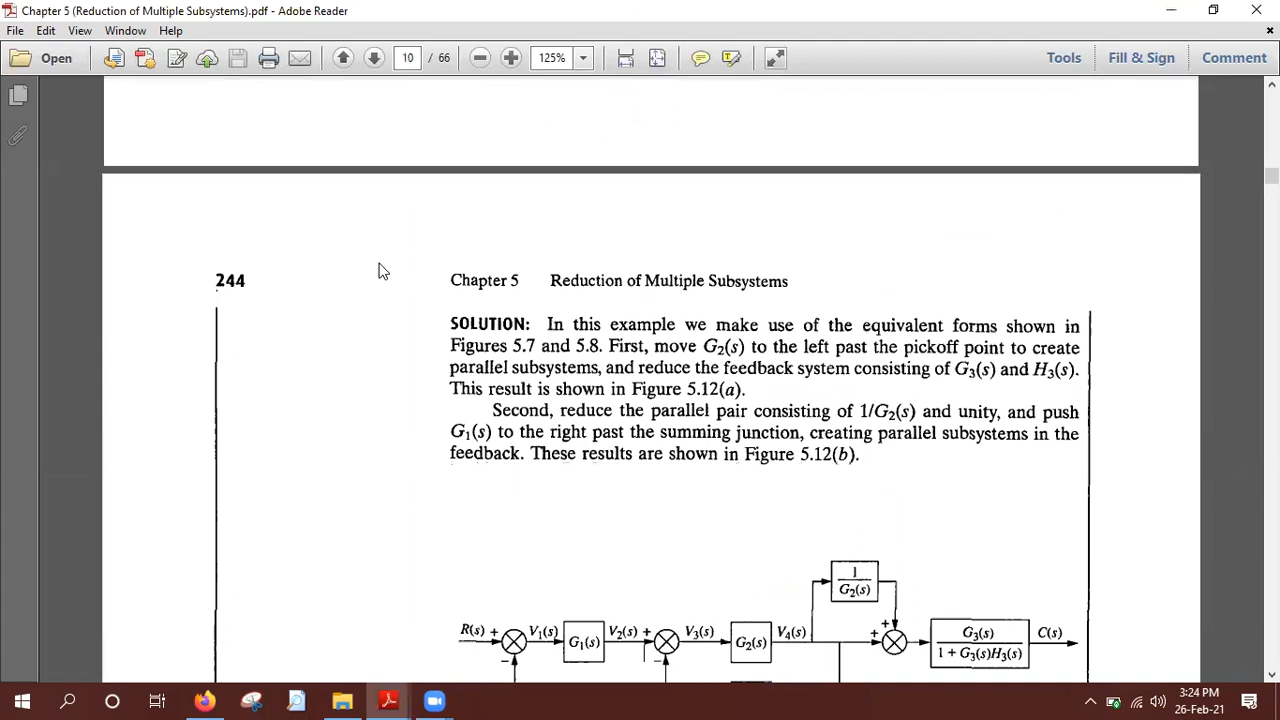 Chapter 5 (Reduction of Multiple Subsystems).pdf - Adobe Reader
File Edit View Window Help
Open 10 / 66 125% Tools Fill & Sign Comment
244 Chapter 5 Reduction of Multiple Subsystems
SOLUTION: In this example we make use of the equivalent forms shown in
Figures 5.7 and 5.8. First, move G₂(s) to the left past the pickoff point to create
parallel subsystems, and reduce the feedback system consisting of G₃(s) and H₃(s).
This result is shown in Figure 5.12(a).
Second, reduce the parallel pair consisting of 1/G₂(s) and unity, and push
G₁(s) to the right past the summing junction, creating parallel subsystems in the
feedback. These results are shown in Figure 5.12(b).
1
G₂(s)
R(s) + V₁(s) G₁(s) V₂(s) + V₃(s) G₂(s) V₄(s) + + G₃(s) C(s)
1 + G₃(s)H₃(s)
− −
3:24 PM
26-Feb-21